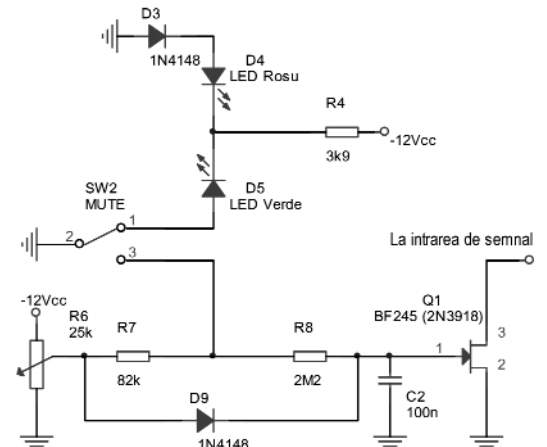 D3
1N4148
D4
LED Rosu
R4
3k9
-12Vcc
SW2
MUTE
D5
LED Verde
1
2
3
La intrarea de semnal
-12Vcc
R6
25k
R7
82k
R8
2M2
Q1
BF245 (2N3918)
3
1
2
C2
100n
D9
1N4148